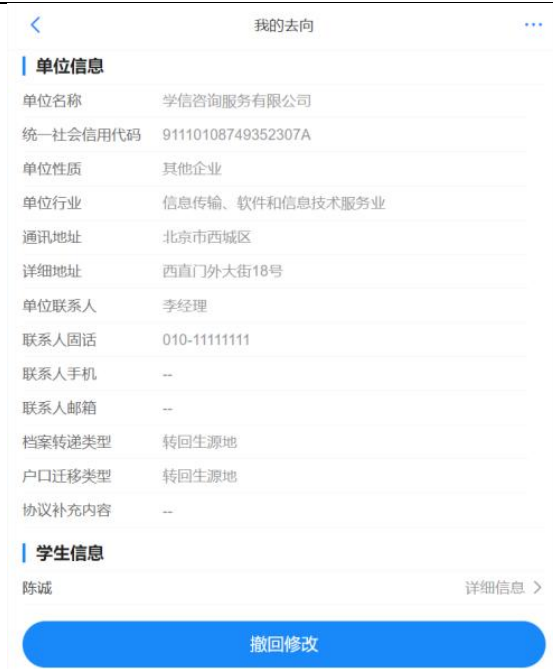 我的去向
单位信息
单位名称 学信咨询服务有限公司
统一社会信用代码 91110108749352307A
单位性质 其他企业
单位行业 信息传输、软件和信息技术服务业
通讯地址 北京市西城区
详细地址 西直门外大街18号
单位联系人 李经理
联系人固话 010-11111111
联系人手机 --
联系人邮箱 --
档案转递类型 转回生源地
户口迁移类型 转回生源地
协议补充内容 --
学生信息
陈诚 详细信息
撤回修改